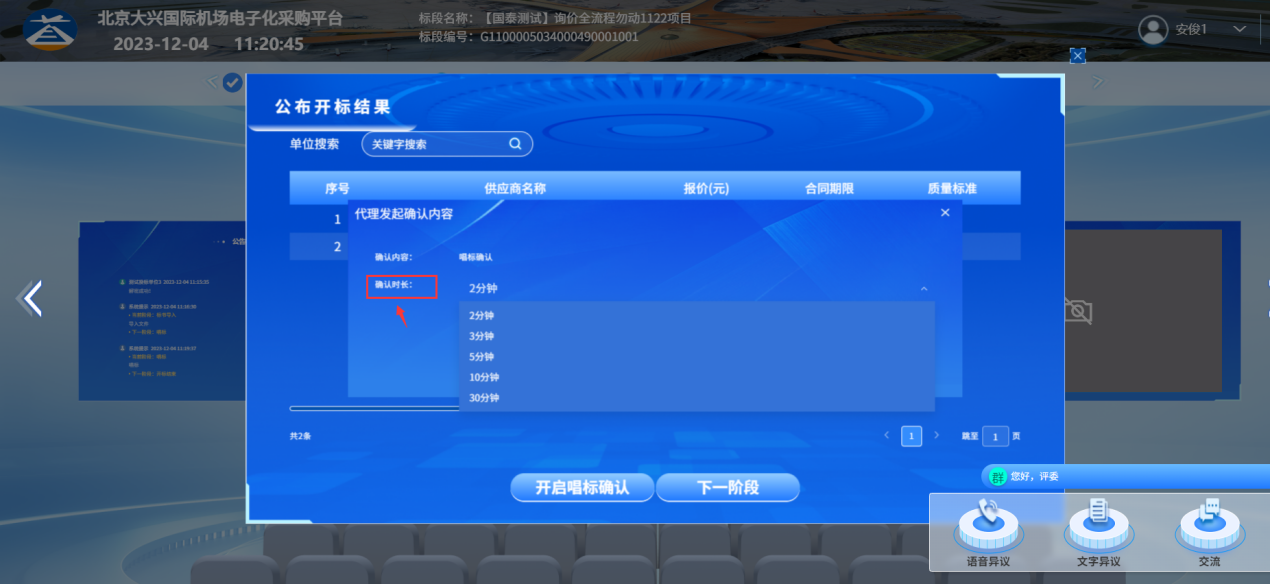 北京大兴国际机场电子化采购平台
2023-12-04 11:20:45
标段名称：【国泰测试】询价全流程勿动1122项目
标段编号：G1100005034000490001001
安俊1
公布开标结果
单位搜索 关键字搜索
序号 供应商名称 报价(元) 合同期限 质量标准
1
2
代理发起确认内容
确认内容： 唱标确认
确认时长： 2分钟
2分钟
3分钟
5分钟
10分钟
30分钟
共2条
1 跳至 1 页
开启唱标确认 下一阶段
群 您好，评委
语音异议 文字异议 交流